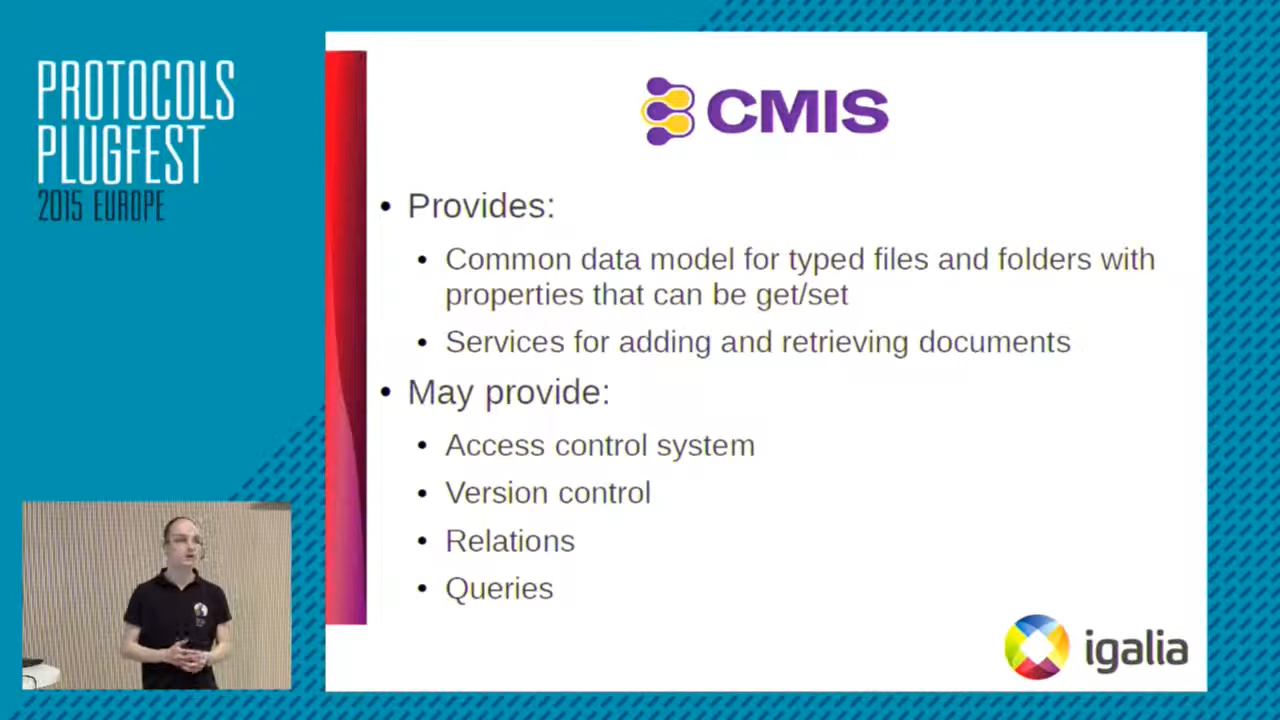 PROTOCOLS
PLUGFEST
2015 EUROPE
CMIS
• Provides:
• Common data model for typed files and folders with
properties that can be get/set
• Services for adding and retrieving documents
• May provide:
• Access control system
• Version control
• Relations
• Queries
igalia